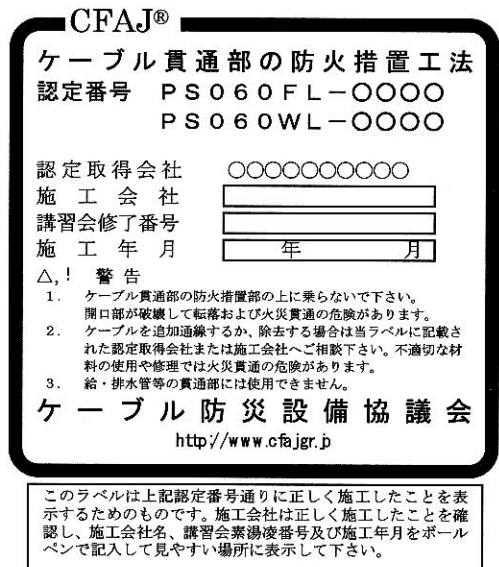 CFAJ®
ケーブル貫通部の防火措置工法
認定番号 PS060FL-○○○○
PS060WL-○○○○
認定取得会社 ○○○○○○○○○○
施工会社
講習会修了番号
施工年月 年 月
△,! 警告
1. ケーブル貫通部の防火措置部の上に乗らないで下さい。
開口部が破壊して転落および火災貫通の危険があります。
2. ケーブルを追加通線するか、除去する場合は当ラベルに記載さ
れた認定取得会社または施工会社へご相談下さい。不適切な材
料の使用や修理では火災貫通の危険があります。
3. 給・排水管等の貫通部には使用できません。
ケーブル防災設備協議会
http://www.cfajgr.jp
このラベルは上記認定番号通りに正しく施工したことを表
示するためのものです。施工会社は正しく施工したことを確
認し、施工会社名、講習会素湯凌番号及び施工年月をボール
ペンで記入して見やすい場所に表示して下さい。